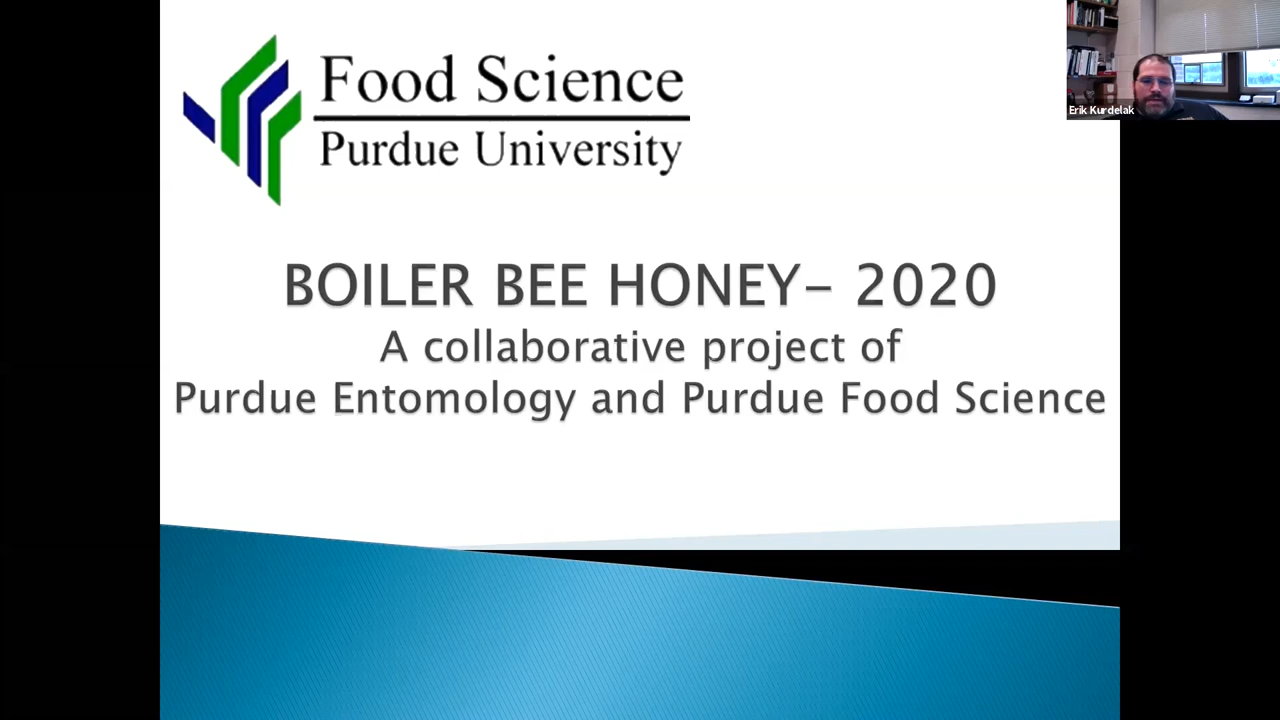 Food Science
Purdue University
Erik Kurdelak
BOILER BEE HONEY- 2020
A collaborative project of
Purdue Entomology and Purdue Food Science